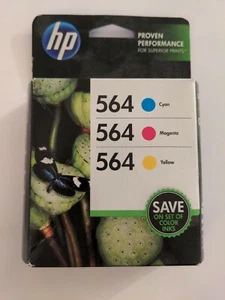 hp
PROVEN
PERFORMANCE
FOR SUPERIOR PRINTS
564 Cyan
564 Magenta
564 Yellow
SAVE
ON SET OF
COLOR
INKS